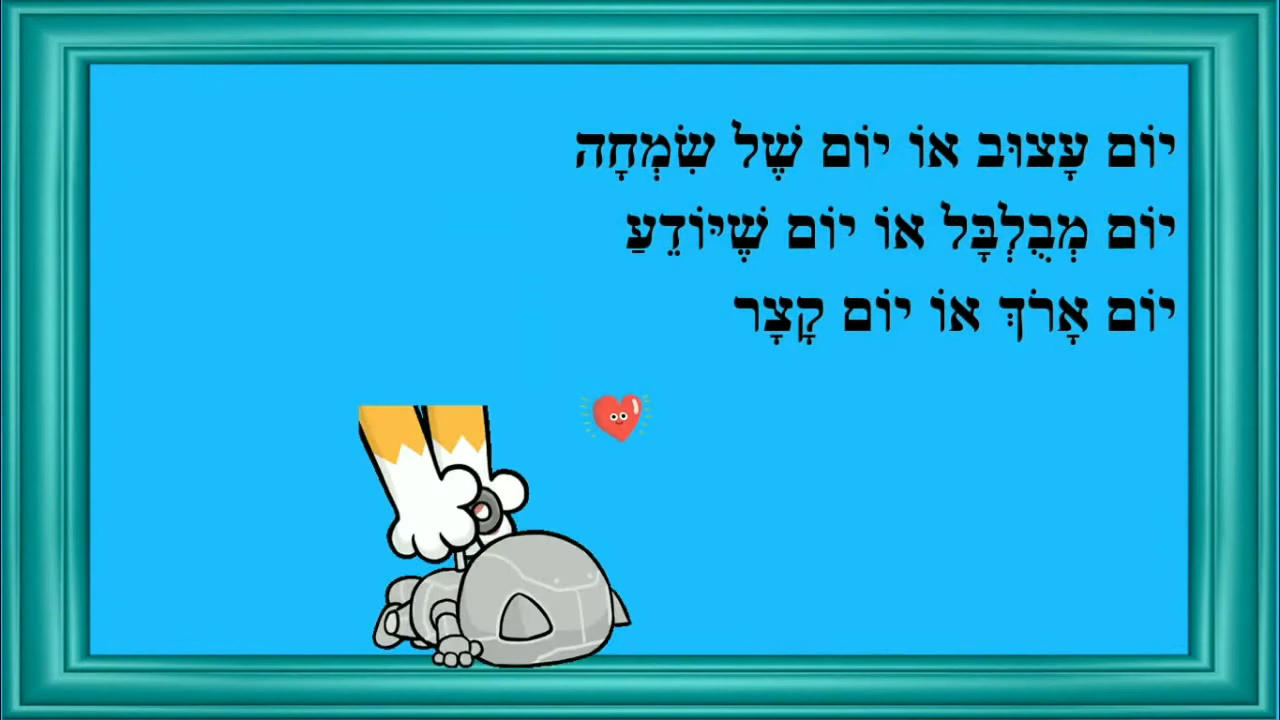 יוֹם עָצוּב אוֹ יוֹם שֶׁל שִׂמְחָה
יוֹם מְבֻלְבָּל אוֹ יוֹם שֶׁיּוֹדֵעַ
יוֹם אָרֹךְ אוֹ יוֹם קָצָר